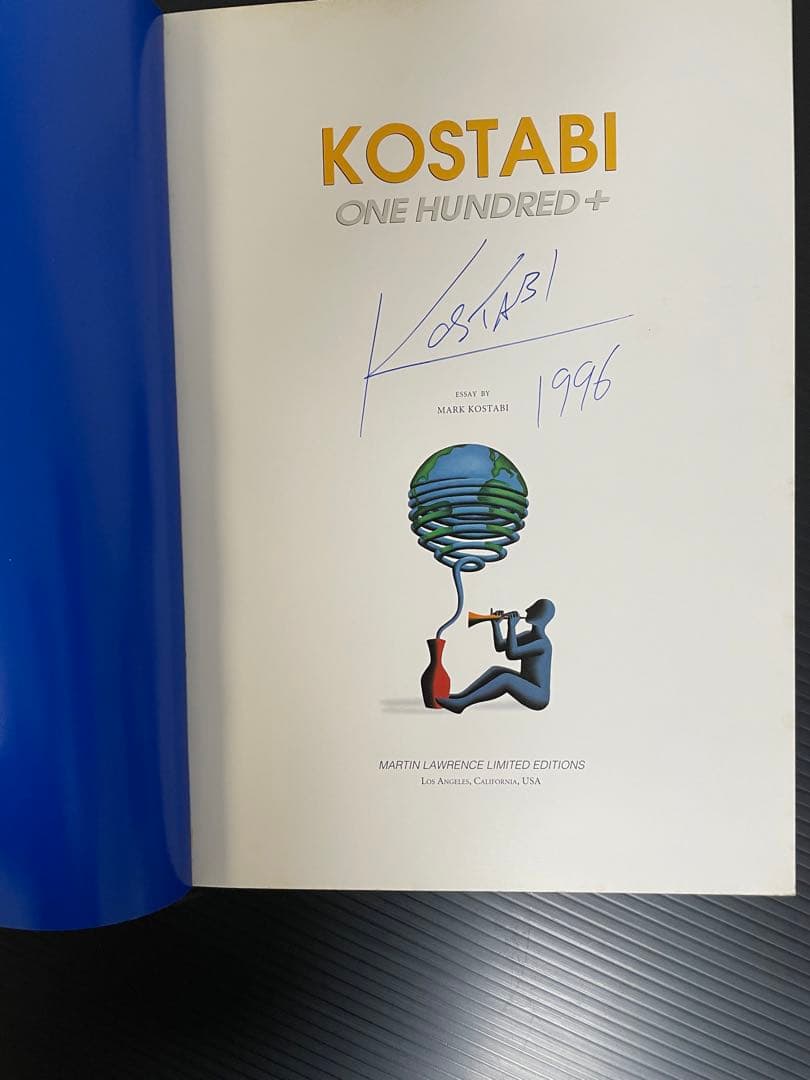 KOSTABI
ONE HUNDRED +
KOSTABI
1996
ESSAY BY
MARK KOSTABI
MARTIN LAWRENCE LIMITED EDITIONS
LOS ANGELES, CALIFORNIA, USA